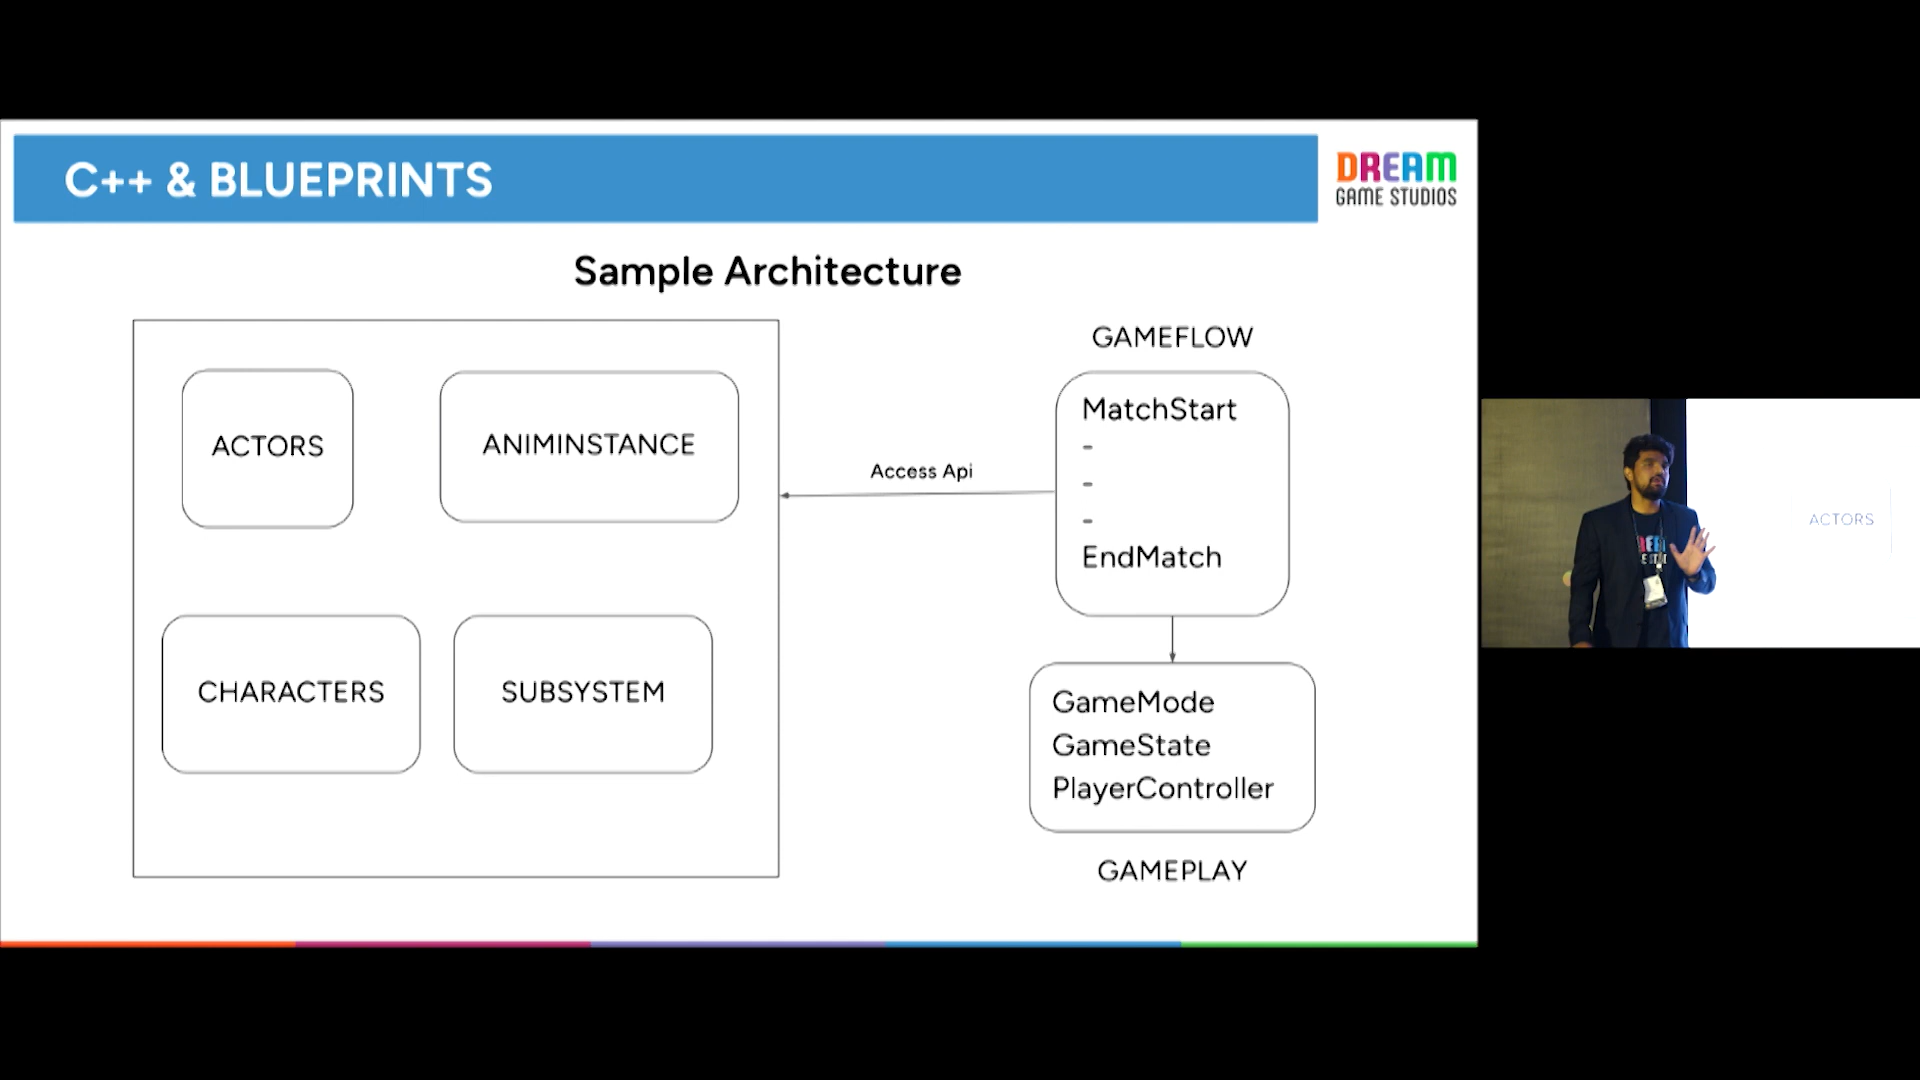 C++ & BLUEPRINTS
DREAM
GAME STUDIOS
Sample Architecture
ACTORS
ANIMINSTANCE
CHARACTERS
SUBSYSTEM
Access Api
GAMEFLOW
MatchStart
-
-
-
EndMatch
GameMode
GameState
PlayerController
GAMEPLAY
ACTORS